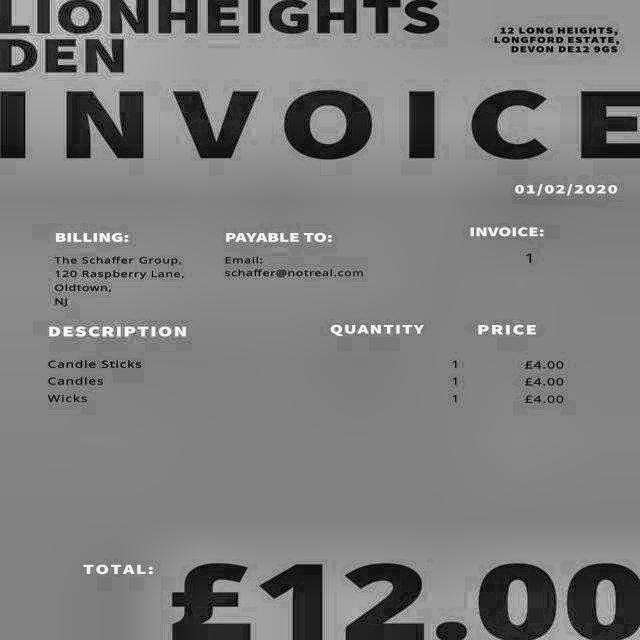 LIONHEIGHTS
DEN
12 LONG HEIGHTS,
LONGFORD ESTATE,
DEVON DE12 9GS
INVOICE
01/02/2020
BILLING:
The Schaffer Group,
120 Raspberry Lane,
Oldtown,
NJ
PAYABLE TO:
Email:
schaffer@notreal.com
INVOICE:
1
DESCRIPTION QUANTITY PRICE
Candle Sticks 1 £4.00
Candles 1 £4.00
Wicks 1 £4.00
TOTAL: £12.00